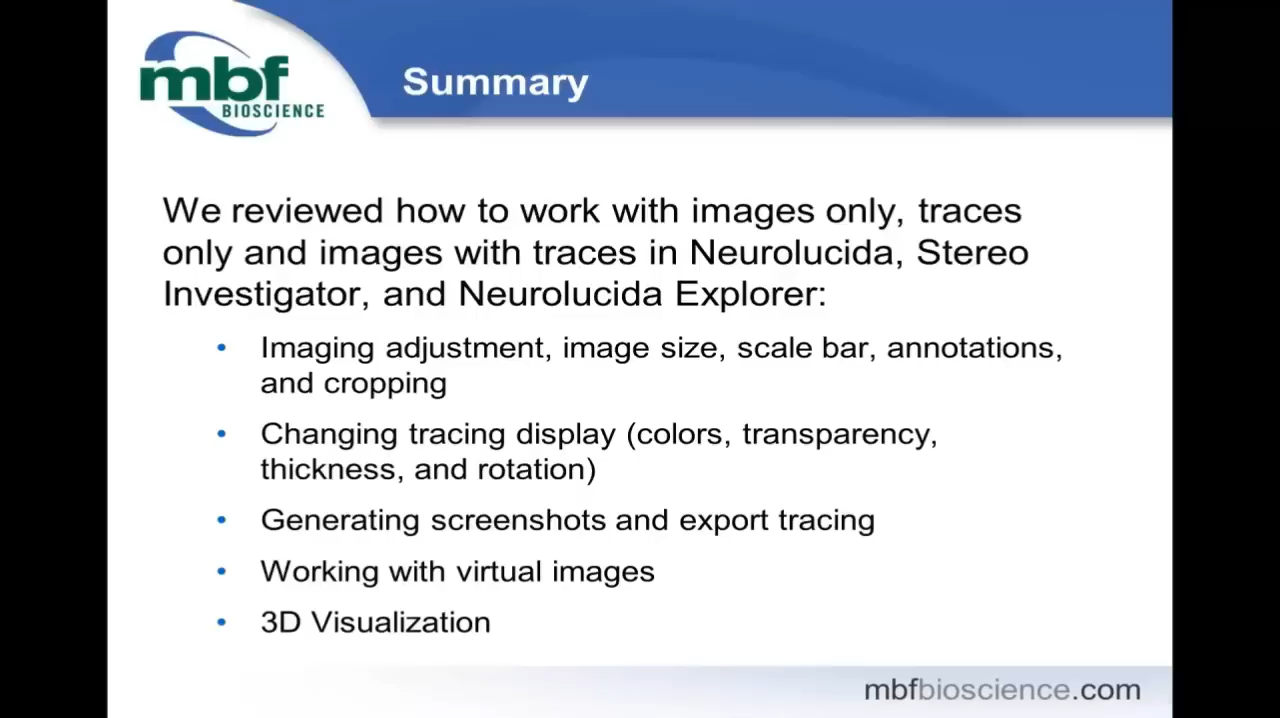 mbf
BIOSCIENCE
Summary
We reviewed how to work with images only, traces
only and images with traces in Neurolucida, Stereo
Investigator, and Neurolucida Explorer:
• Imaging adjustment, image size, scale bar, annotations,
and cropping
• Changing tracing display (colors, transparency,
thickness, and rotation)
• Generating screenshots and export tracing
• Working with virtual images
• 3D Visualization
mbfbioscience.com